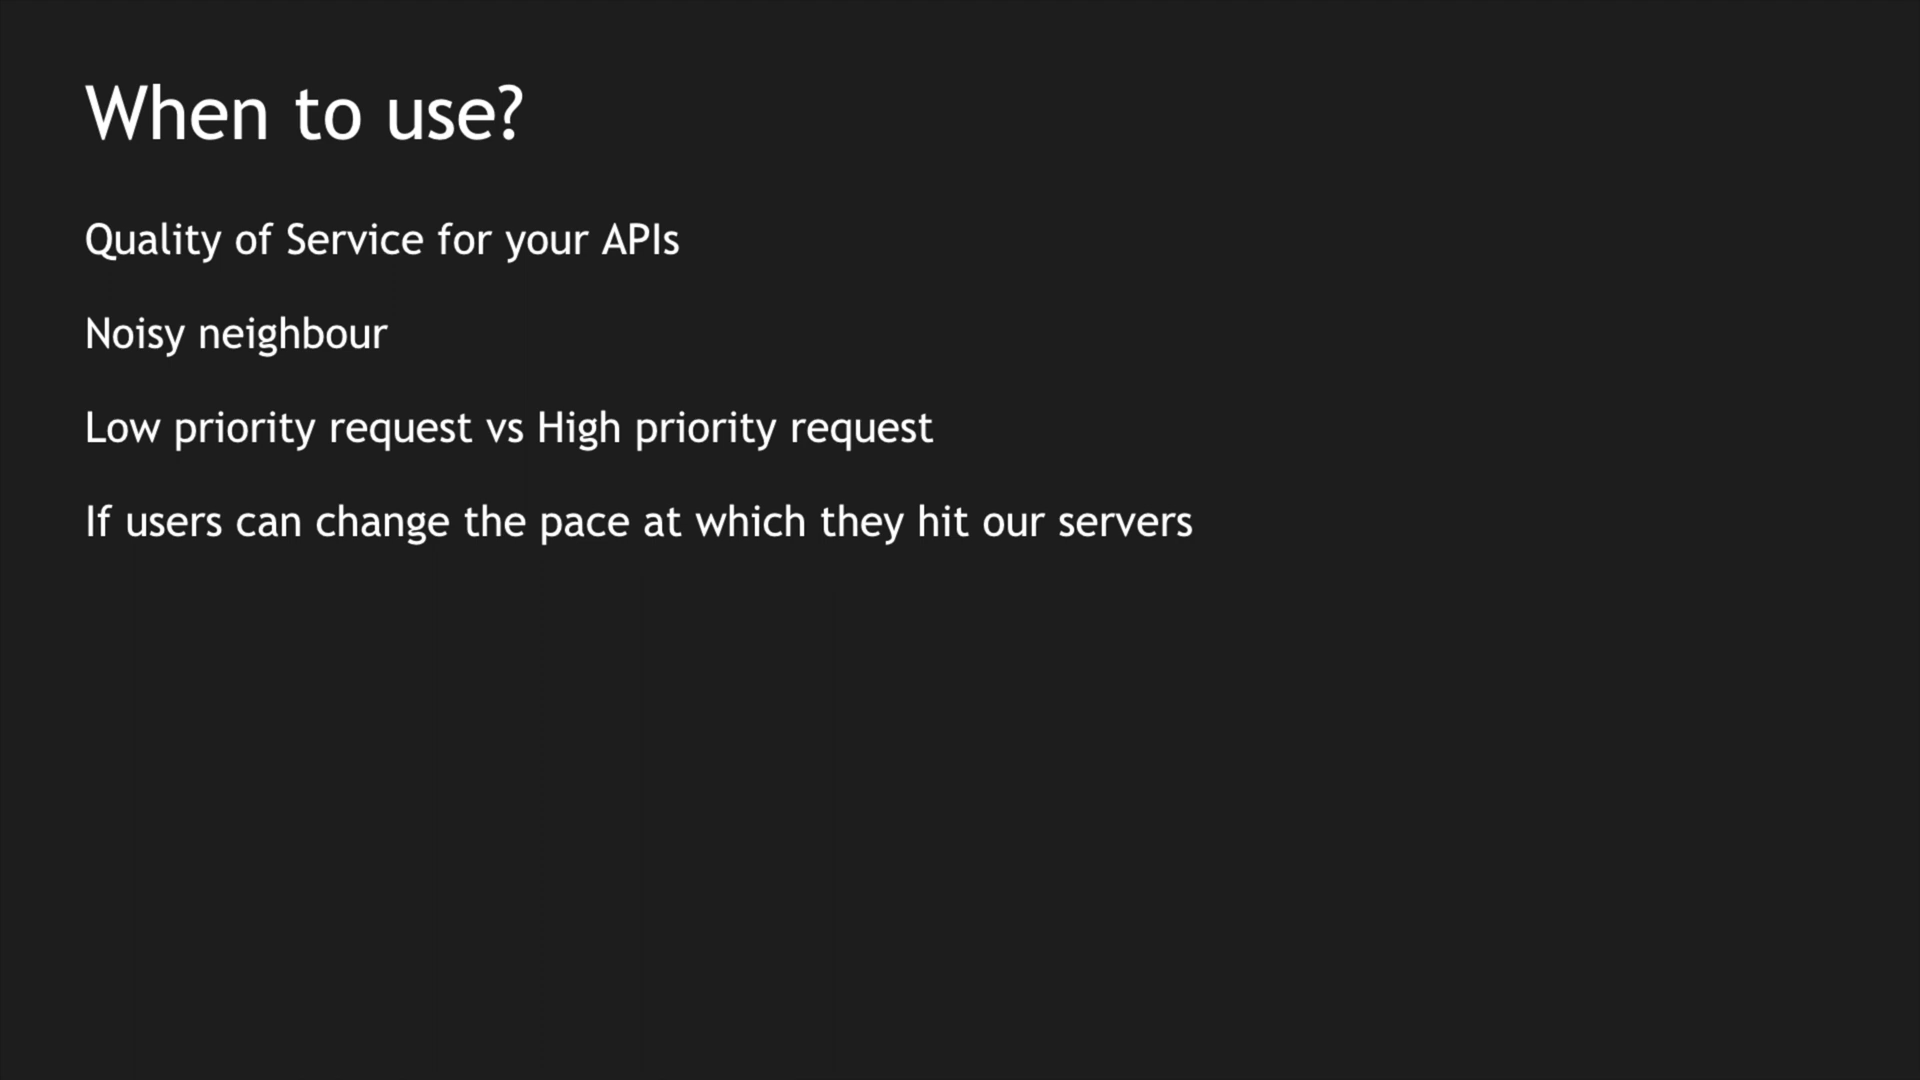 When to use?
Quality of Service for your APIs
Noisy neighbour
Low priority request vs High priority request
If users can change the pace at which they hit our servers